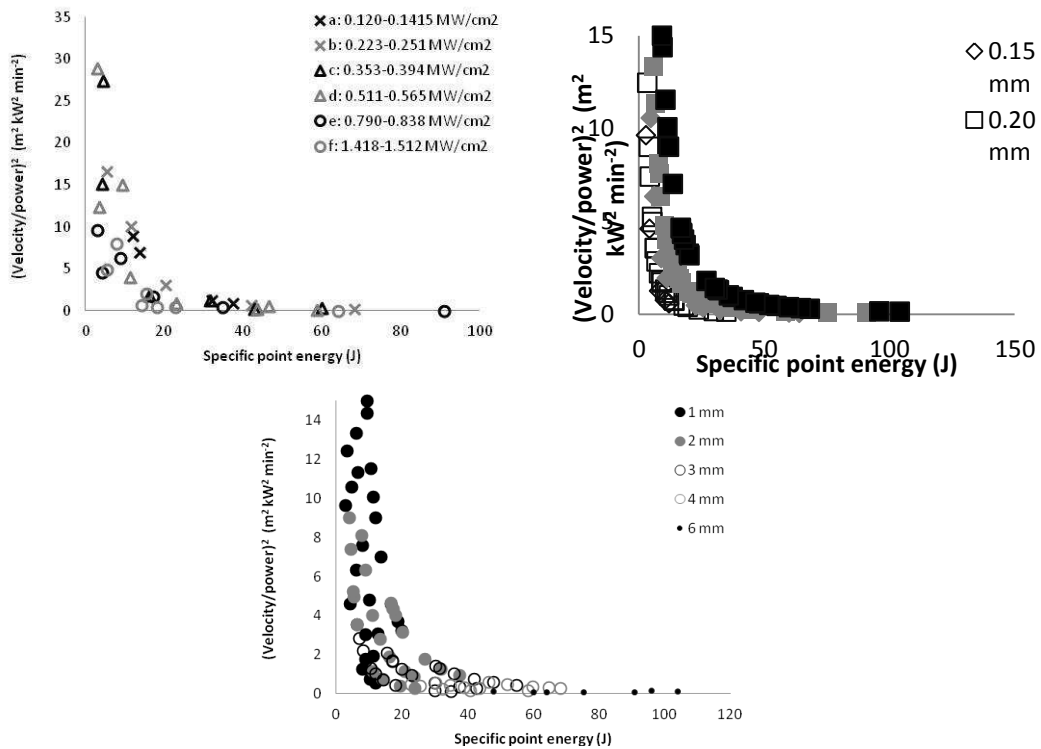 35
30
25
20
15
10
5
0
0 20 40 60 80 100
(Velocity/power)² (m² kW² min⁻²)
Specific point energy (J)
a: 0.120-0.1415 MW/cm2
b: 0.223-0.251 MW/cm2
c: 0.353-0.394 MW/cm2
d: 0.511-0.565 MW/cm2
e: 0.790-0.838 MW/cm2
f: 1.418-1.512 MW/cm2
15
10
5
0
0 50 100 150
(Velocity/power)² (m²
kW² min⁻²)
Specific point energy (J)
0.15
mm
0.20
mm
14
12
10
8
6
4
2
0
0 20 40 60 80 100 120
(Velocity/power)² (m² kW² min⁻²)
Specific point energy (J)
1 mm
2 mm
3 mm
4 mm
6 mm